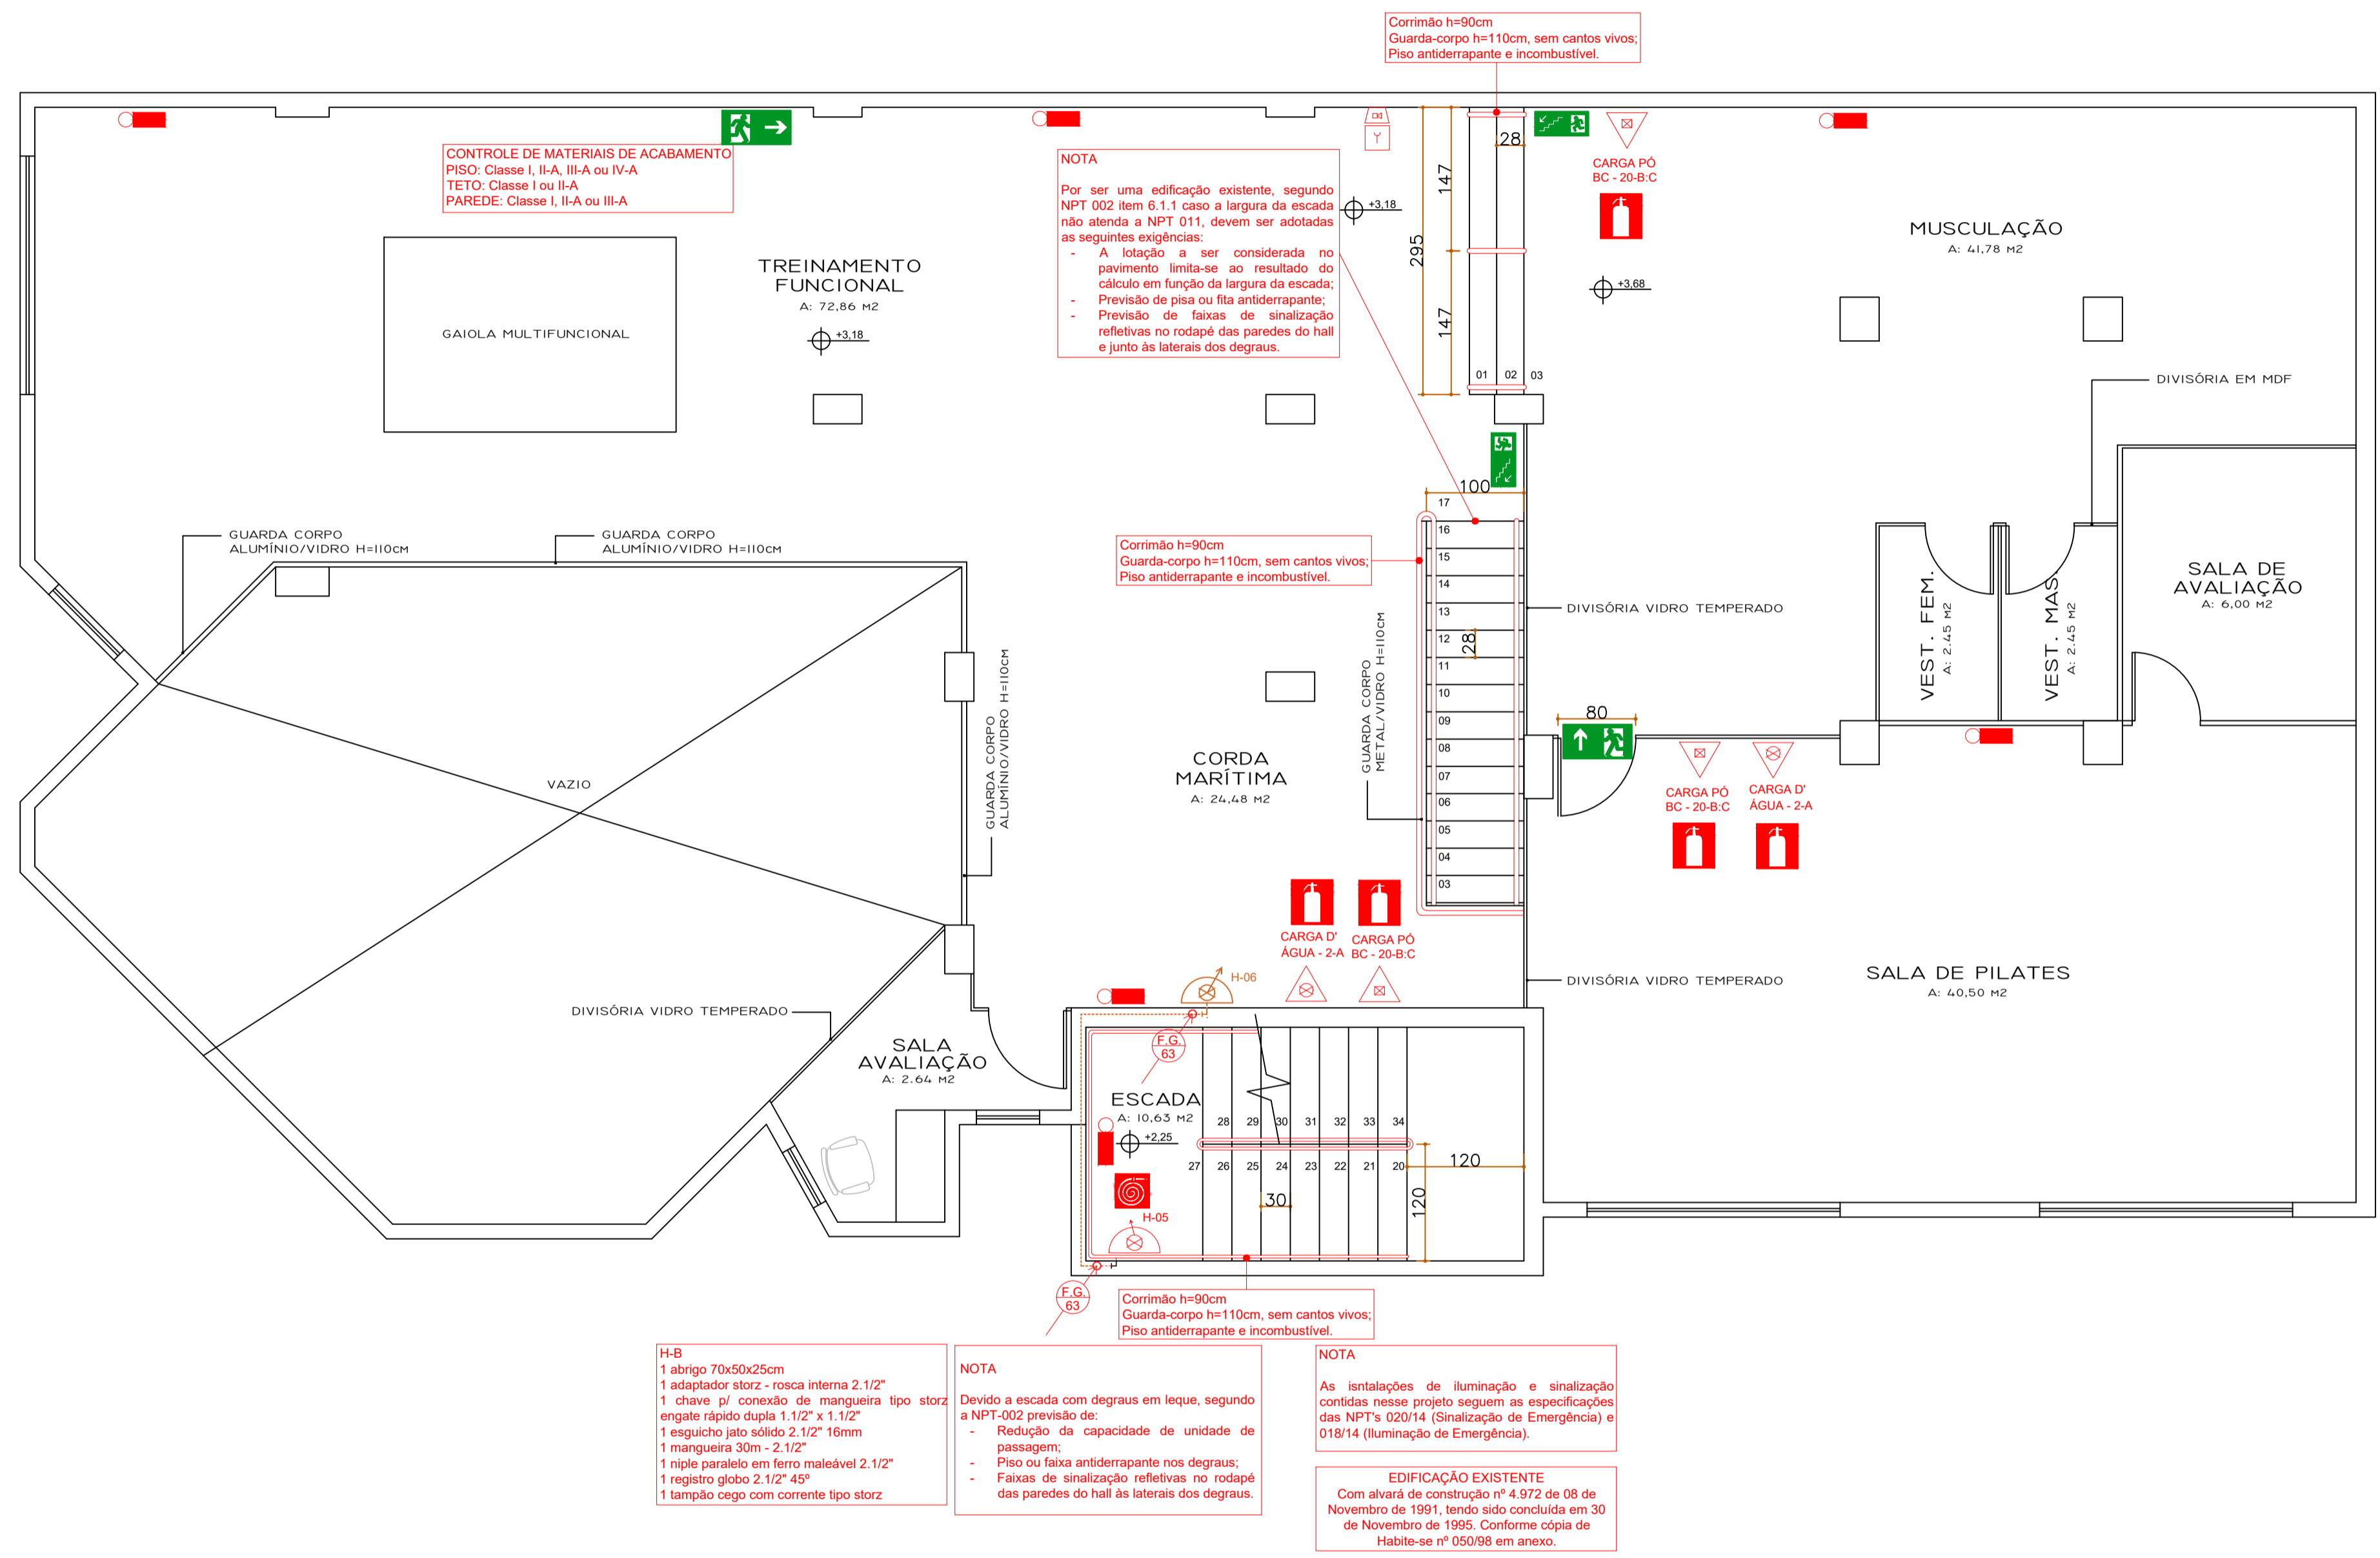 Corrimão h=90cm
Guarda-corpo h=110cm, sem cantos vivos;
Piso antiderrapante e incombustível.
CONTROLE DE MATERIAIS DE ACABAMENTO
PISO: Classe I, II-A, III-A ou IV-A
TETO: Classe I ou II-A
PAREDE: Classe I, II-A ou III-A
NOTA
Por ser uma edificação existente, segundo
NPT 002 item 6.1.1 caso a largura da escada
não atenda a NPT 011, devem ser adotadas
as seguintes exigências:
- A lotação a ser considerada no
pavimento limita-se ao resultado do
cálculo em função da largura da escada;
- Previsão de pisa ou fita antiderrapante;
- Previsão de faixas de sinalização
refletivas no rodapé das paredes do hall
e junto às laterais dos degraus.
+3,18
28
147
295
147
01 02 03
CARGA PÓ
BC - 20-B:C
MUSCULAÇÃO
A: 41,78 M2
+3,68
TREINAMENTO
FUNCIONAL
A: 72,86 M2
+3,18
GAIOLA MULTIFUNCIONAL
DIVISÓRIA EM MDF
GUARDA CORPO
ALUMÍNIO/VIDRO H=110CM
GUARDA CORPO
ALUMÍNIO/VIDRO H=110CM
Corrimão h=90cm
Guarda-corpo h=110cm, sem cantos vivos;
Piso antiderrapante e incombustível.
100
17
16
15
14
13
12
11
10
09
08
07
06
05
04
03
28
GUARDA CORPO
METAL/VIDRO H=110CM
DIVISÓRIA VIDRO TEMPERADO
VEST. FEM.
A: 2.45 M2
VEST. MAS
A: 2.45 M2
SALA DE
AVALIAÇÃO
A: 6,00 M2
80
GUARDA CORPO
ALUMÍNIO/VIDRO H=110CM
VAZIO
CORDA
MARÍTIMA
A: 24,48 M2
CARGA PÓ
BC - 20-B:C
CARGA D'
ÁGUA - 2-A
CARGA D'
ÁGUA - 2-A
CARGA PÓ
BC - 20-B:C
H-06
DIVISÓRIA VIDRO TEMPERADO
SALA DE PILATES
A: 40,50 M2
DIVISÓRIA VIDRO TEMPERADO
SALA
AVALIAÇÃO
A: 2.64 M2
F.G.
63
ESCADA
A: 10,63 M2
+2,25
28 29 30 31 32 33 34
27 26 25 24 23 22 21 20
120
120
30
H-05
F.G.
63
Corrimão h=90cm
Guarda-corpo h=110cm, sem cantos vivos;
Piso antiderrapante e incombustível.
H-B
1 abrigo 70x50x25cm
1 adaptador storz - rosca interna 2.1/2"
1 chave p/ conexão de mangueira tipo storz
engate rápido dupla 1.1/2" x 1.1/2"
1 esguicho jato sólido 2.1/2" 16mm
1 mangueira 30m - 2.1/2"
1 niple paralelo em ferro maleável 2.1/2"
1 registro globo 2.1/2" 45º
1 tampão cego com corrente tipo storz
NOTA
Devido a escada com degraus em leque, segundo
a NPT-002 previsão de:
- Redução da capacidade de unidade de
passagem;
- Piso ou faixa antiderrapante nos degraus;
- Faixas de sinalização refletivas no rodapé
das paredes do hall às laterais dos degraus.
NOTA
As isntalações de iluminação e sinalização
contidas nesse projeto seguem as especificações
das NPT's 020/14 (Sinalização de Emergência) e
018/14 (Iluminação de Emergência).
EDIFICAÇÃO EXISTENTE
Com alvará de construção nº 4.972 de 08 de
Novembro de 1991, tendo sido concluída em 30
de Novembro de 1995. Conforme cópia de
Habite-se nº 050/98 em anexo.